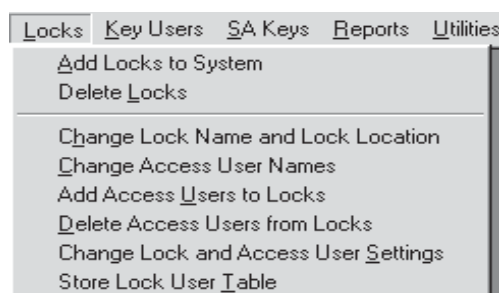 Locks Key Users SA Keys Reports Utilities
Add Locks to System
Delete Locks
Change Lock Name and Lock Location
Change Access User Names
Add Access Users to Locks
Delete Access Users from Locks
Change Lock and Access User Settings
Store Lock User Table